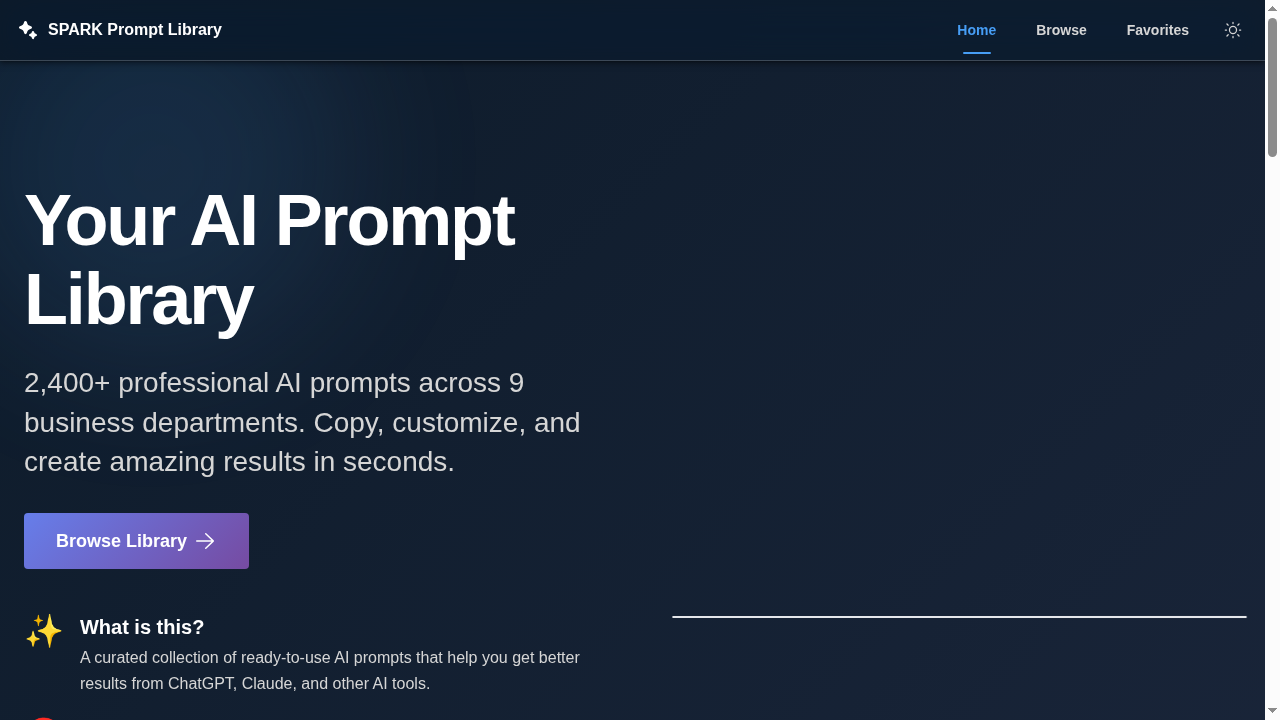 SPARK Prompt Library
Home
Browse
Favorites
Your AI Prompt
Library
2,400+ professional AI prompts across 9
business departments. Copy, customize, and
create amazing results in seconds.
Browse Library
What is this?
A curated collection of ready-to-use AI prompts that help you get better
results from ChatGPT, Claude, and other AI tools.